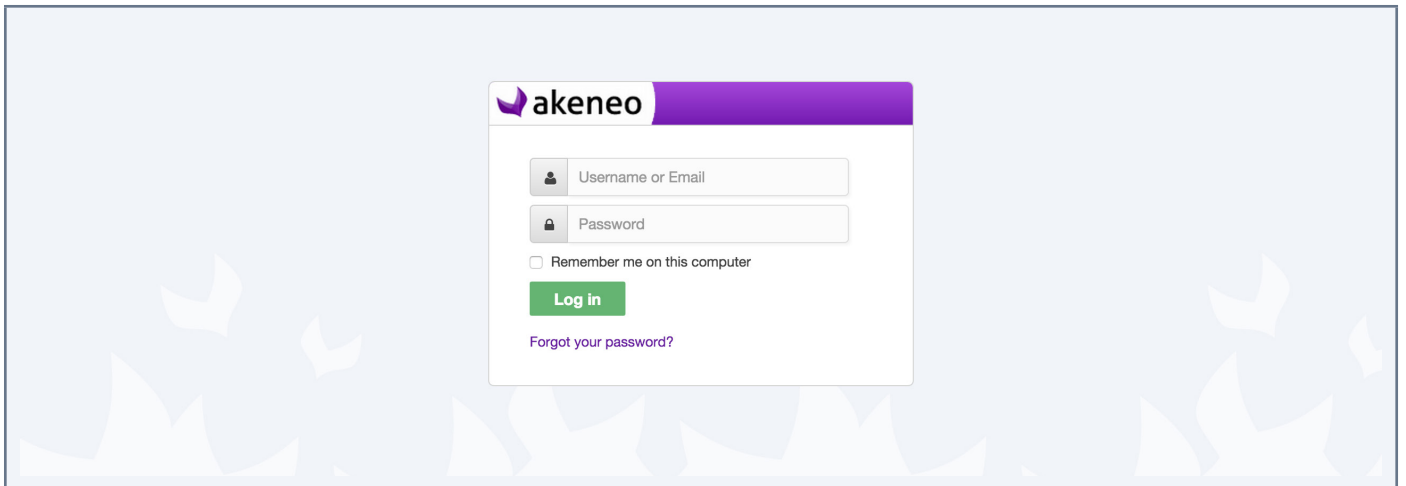 akeneo
Username or Email
Password
Remember me on this computer
Log in
Forgot your password?